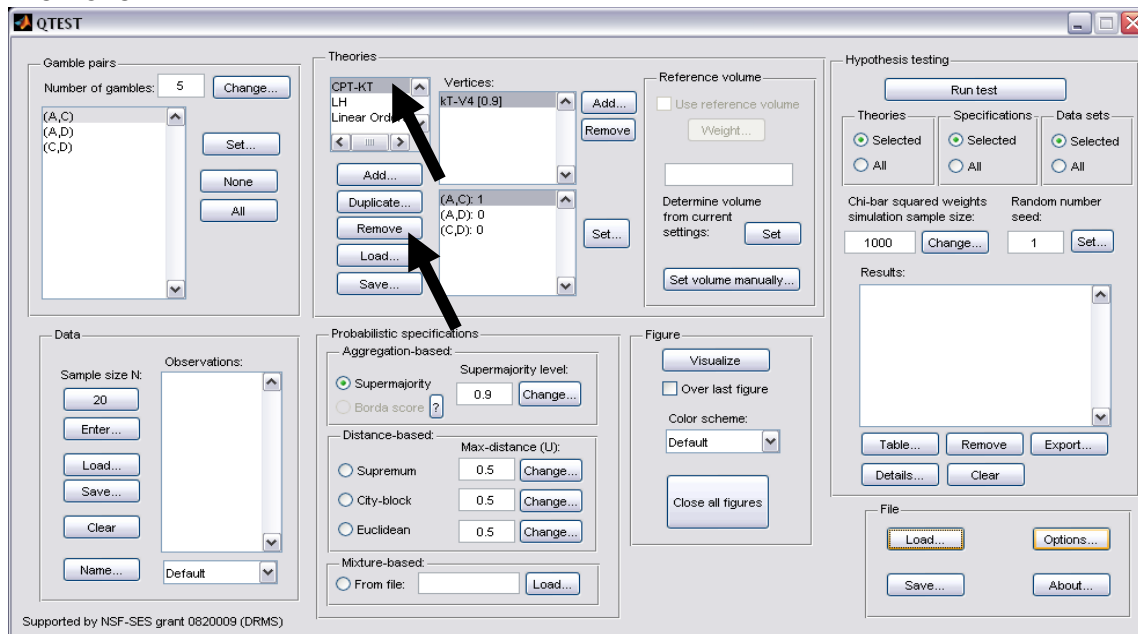 QTEST
Gamble pairs
Number of gambles: 5 Change...
(A,C)
(A,D)
(C,D)
Set...
None
All
Theories
CPT-KT
LH
Linear Orde
Add...
Duplicate...
Remove
Load...
Save...
Vertices:
kT-V4 [0.9]
Add...
Remove
(A,C): 1
(A,D): 0
(C,D): 0
Set...
Reference volume
Use reference volume
Weight...
Determine volume
from current
settings: Set
Set volume manually...
Hypothesis testing
Run test
Theories
Selected
All
Specifications
Selected
All
Data sets
Selected
All
Chi-bar squared weights
simulation sample size:
1000 Change...
Random number
seed:
1 Set...
Results:
Table... Remove Export...
Details... Clear
Data
Sample size N:
20
Enter...
Load...
Save...
Clear
Name... Default
Observations:
Probabilistic specifications
Aggregation-based:
Supermajority
Borda score ?
Supermajority level:
0.9 Change...
Distance-based:
Max-distance (U):
Supremum 0.5 Change...
City-block 0.5 Change...
Euclidean 0.5 Change...
Mixture-based:
From file: Load...
Figure
Visualize
Over last figure
Color scheme:
Default
Close all figures
File
Load... Options...
Save... About...
Supported by NSF-SES grant 0820009 (DRMS)